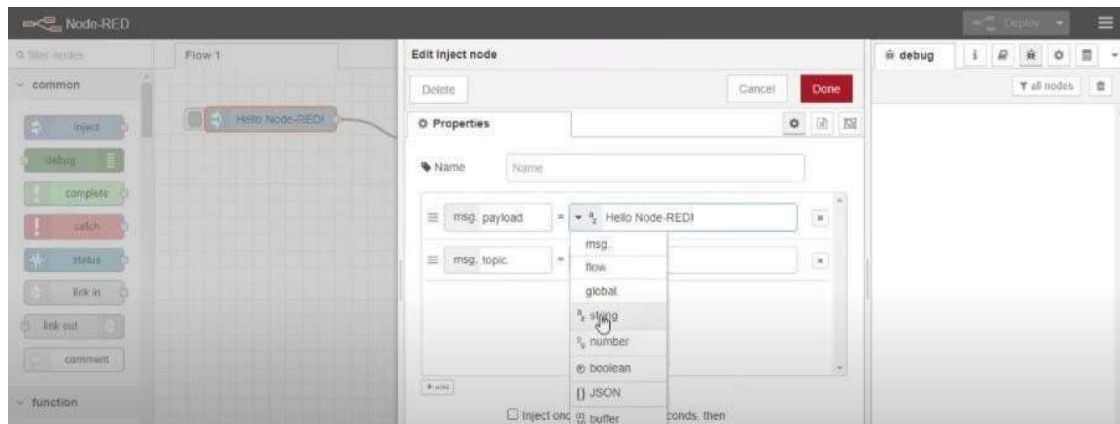 Node-RED
Deploy
filter nodes
Flow 1
Edit inject node
debug
i
all nodes
common
Delete
Cancel
Done
inject
Hello Node-RED!
Properties
debug
Name
Name
complete
msg. payload
=
Hello Node-RED!
catch
msg.
status
msg. topic
=
flow
link in
global.
string
link out
number
comment
boolean
add
{} JSON
function
Inject onc
buffer
conds, then